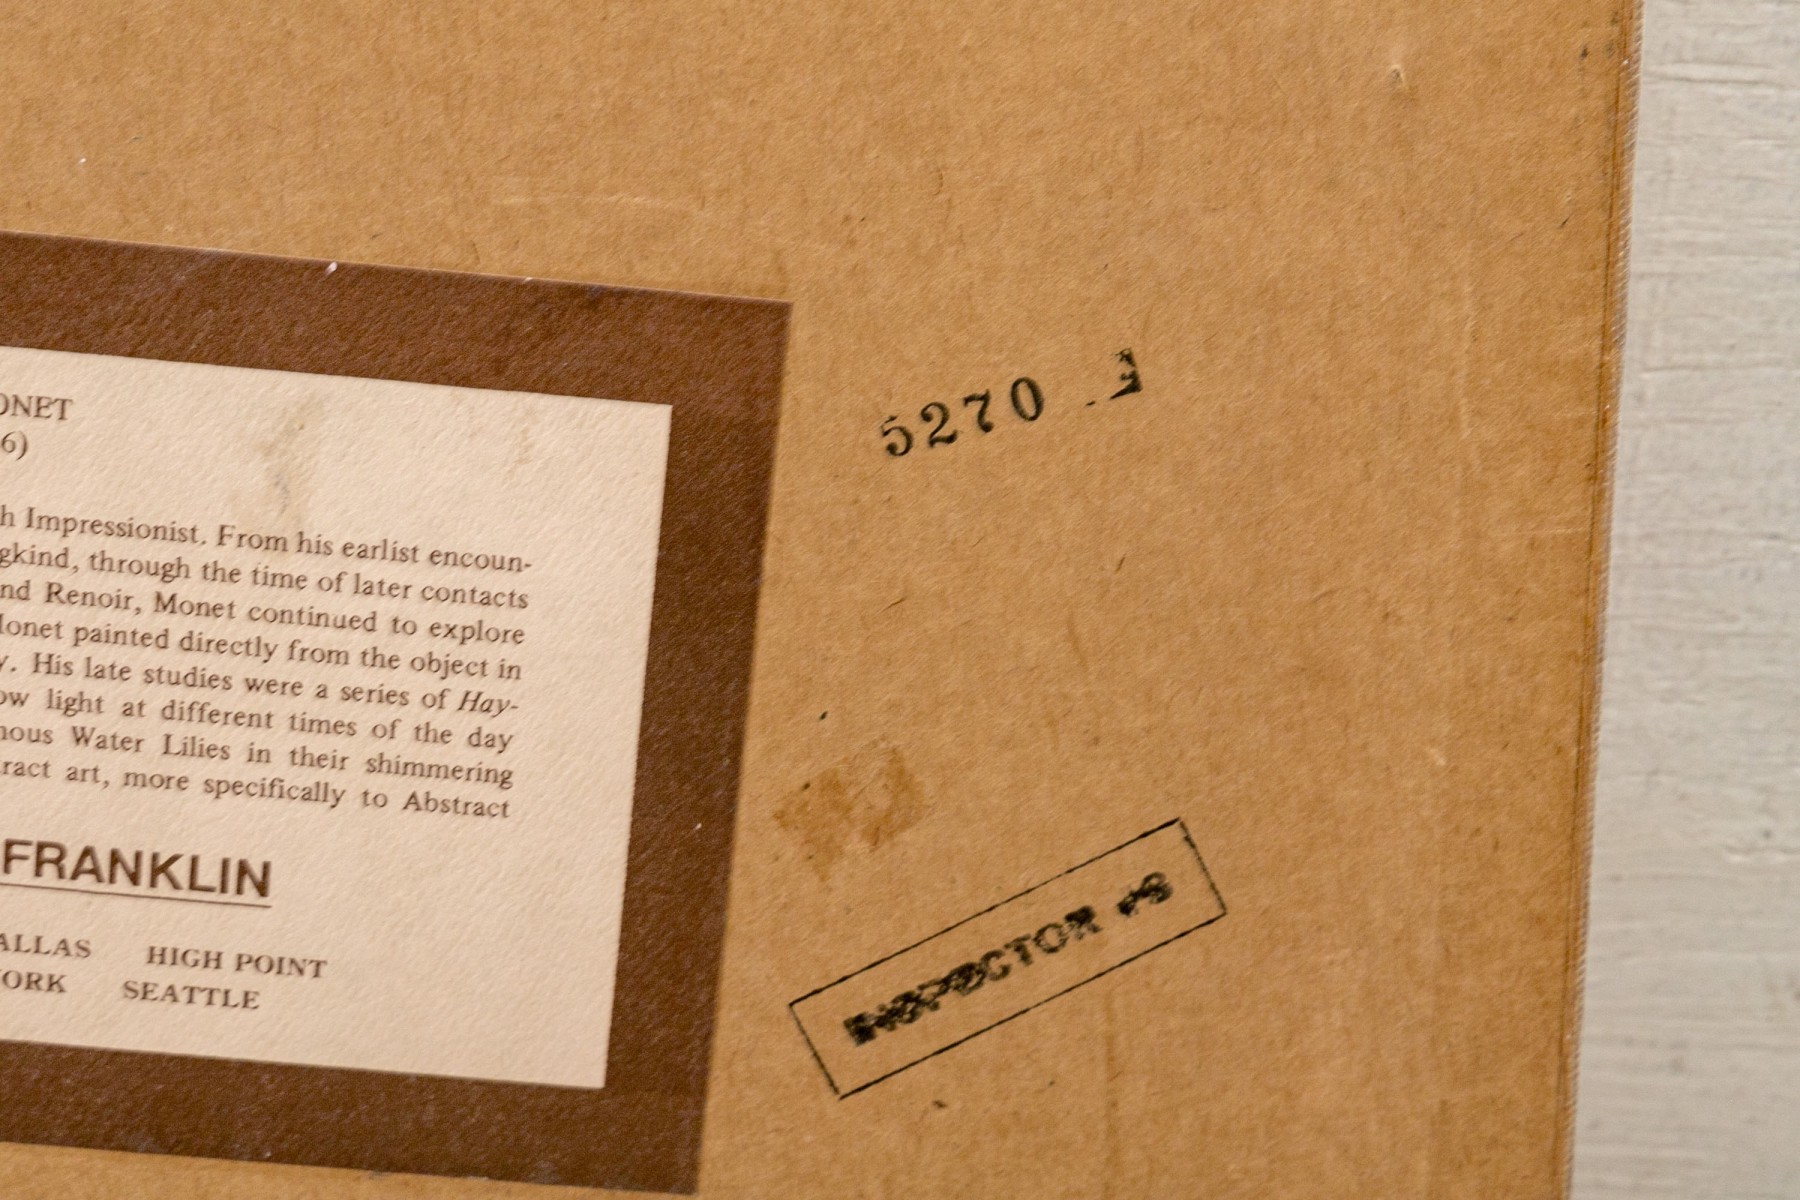 ONET
6)
h Impressionist. From his earlist encoun-
gkind, through the time of later contacts
nd Renoir, Monet continued to explore
onet painted directly from the object in
y. His late studies were a series of Hay-
ow light at different times of the day
nous Water Lilies in their shimmering
ract art, more specifically to Abstract
FRANKLIN
ALLAS HIGH POINT
ORK SEATTLE
5270
INSPECTOR